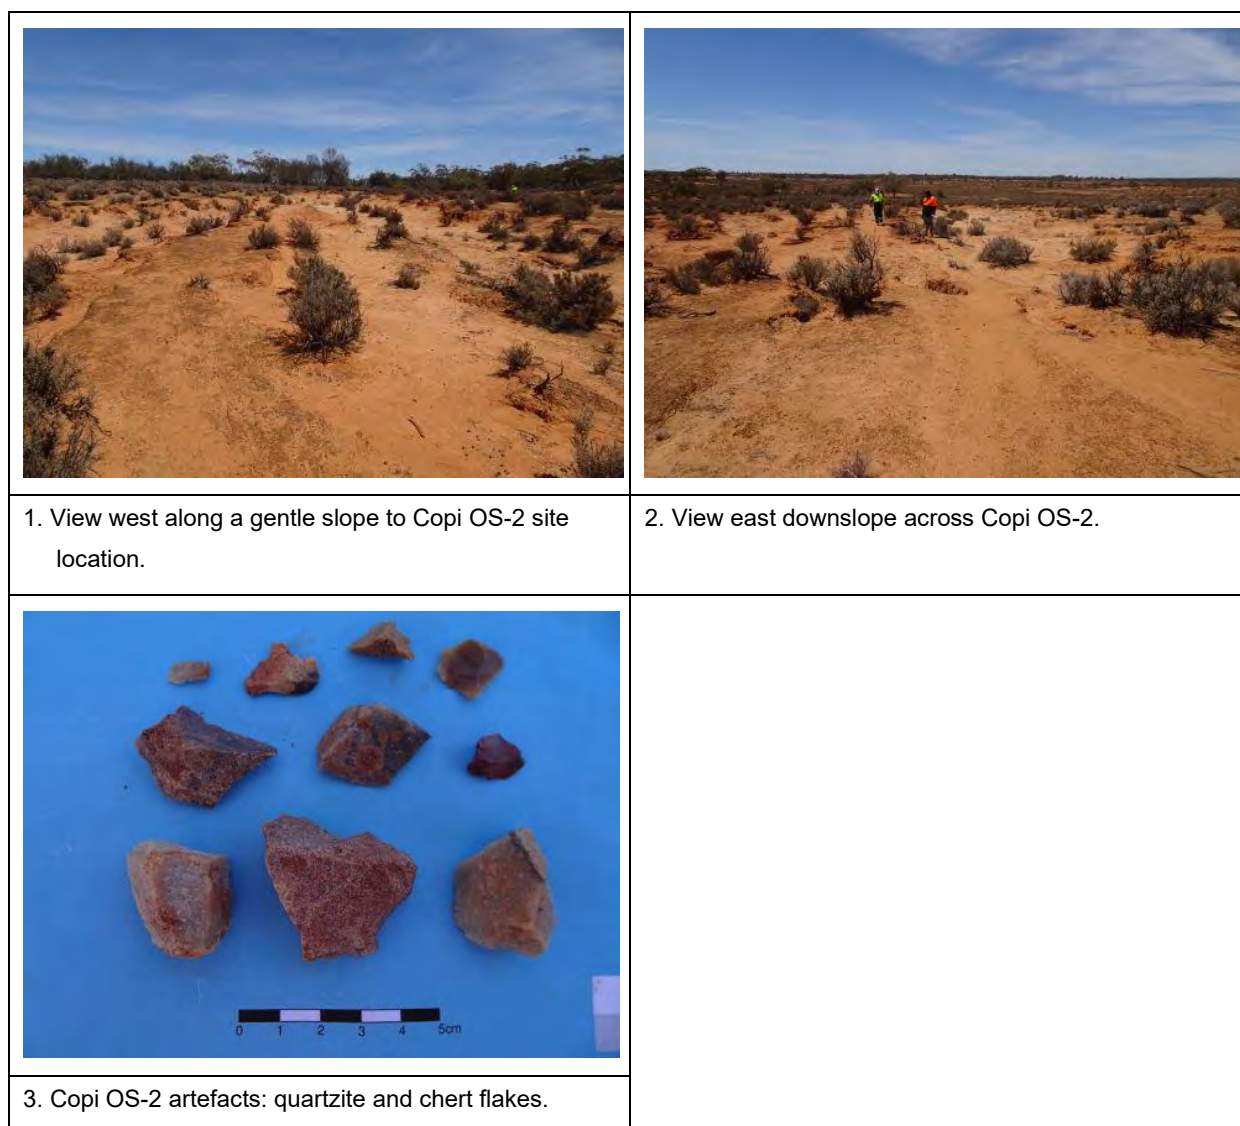 1. View west along a gentle slope to Copi OS-2 site
location.
2. View east downslope across Copi OS-2.
0 1 2 3 4 5cm
3. Copi OS-2 artefacts: quartzite and chert flakes.